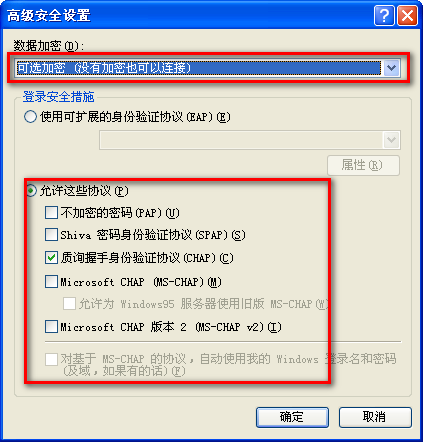 高级安全设置
数据加密(D):
可选加密 (没有加密也可以连接)
登录安全措施
使用可扩展的身份验证协议(EAP)(E)
属性(R)
允许这些协议(P)
不加密的密码(PAP)(U)
Shiva 密码身份验证协议(SPAP)(S)
质询握手身份验证协议(CHAP)(C)
Microsoft CHAP (MS-CHAP)(M)
允许为 Windows95 服务器使用旧版 MS-CHAP(W)
Microsoft CHAP 版本 2 (MS-CHAP v2)(I)
对基于 MS-CHAP 的协议，自动使用我的 Windows 登录名和密码
(及域，如果有的话)(F)
确定
取消